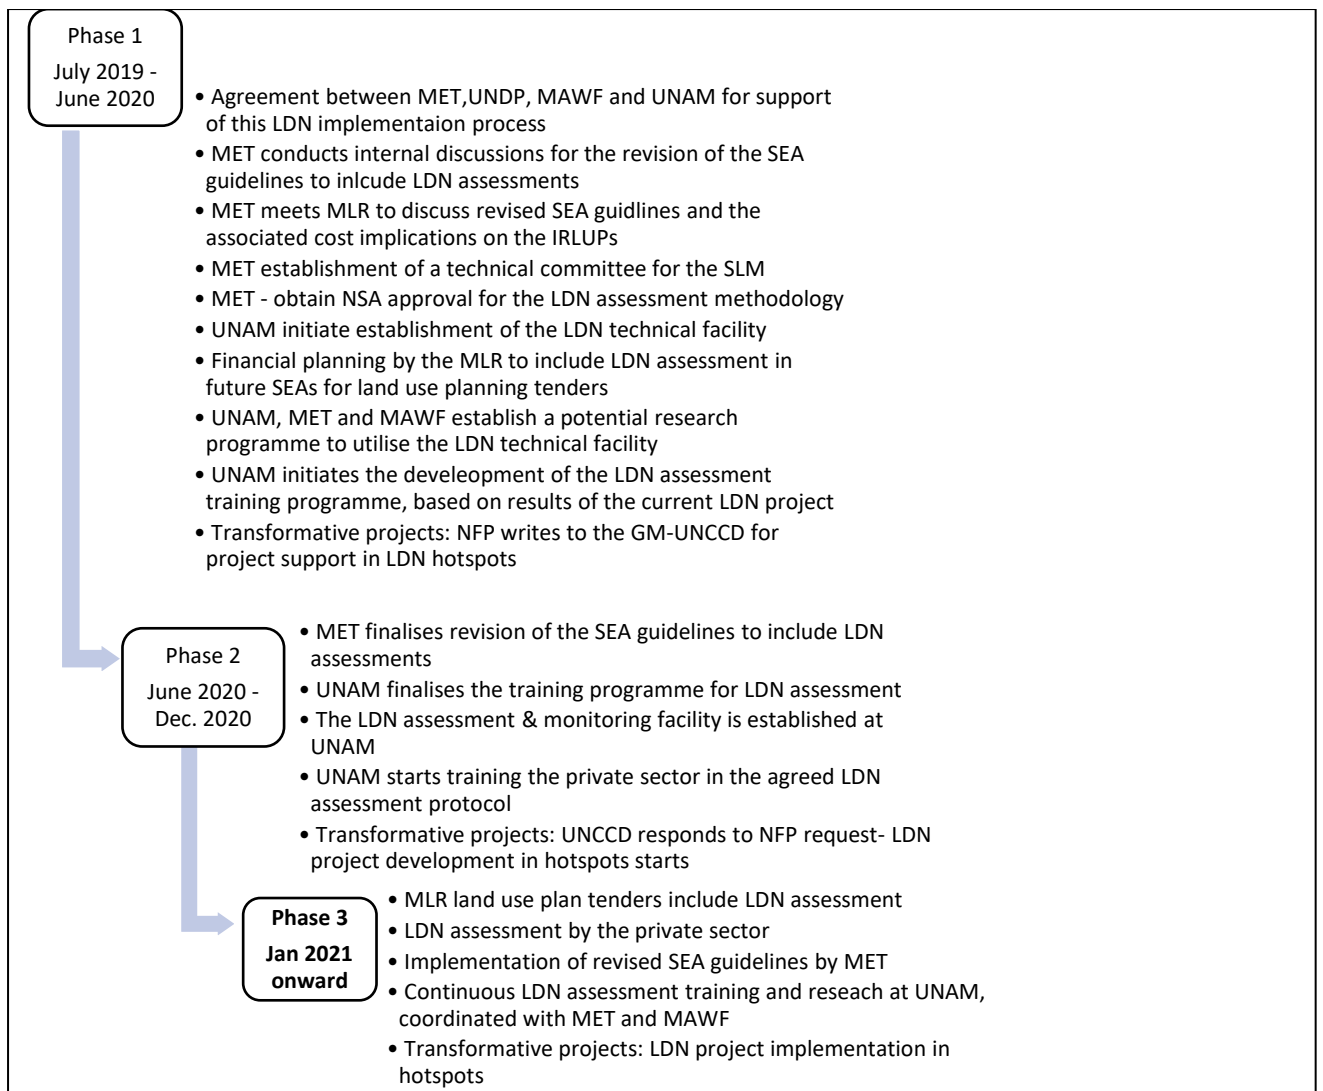 Phase 1
July 2019 -
June 2020
• Agreement between MET,UNDP, MAWF and UNAM for support
of this LDN implementaion process
• MET conducts internal discussions for the revision of the SEA
guidelines to inlcude LDN assessments
• MET meets MLR to discuss revised SEA guidlines and the
associated cost implications on the IRLUPs
• MET establishment of a technical committee for the SLM
• MET - obtain NSA approval for the LDN assessment methodology
• UNAM initiate establishment of the LDN technical facility
• Financial planning by the MLR to include LDN assessment in
future SEAs for land use planning tenders
• UNAM, MET and MAWF establish a potential research
programme to utilise the LDN technical facility
• UNAM initiates the develeopment of the LDN assessment
training programme, based on results of the current LDN project
• Transformative projects: NFP writes to the GM-UNCCD for
project support in LDN hotspots
Phase 2
June 2020 -
Dec. 2020
• MET finalises revision of the SEA guidelines to include LDN
assessments
• UNAM finalises the training programme for LDN assessment
• The LDN assessment & monitoring facility is established at
UNAM
• UNAM starts training the private sector in the agreed LDN
assessment protocol
• Transformative projects: UNCCD responds to NFP request- LDN
project development in hotspots starts
Phase 3
Jan 2021
onward
• MLR land use plan tenders include LDN assessment
• LDN assessment by the private sector
• Implementation of revised SEA guidelines by MET
• Continuous LDN assessment training and reseach at UNAM,
coordinated with MET and MAWF
• Transformative projects: LDN project implementation in
hotspots